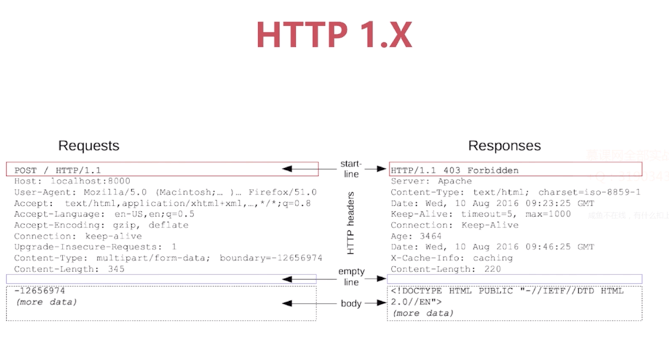 HTTP 1.X
Requests
POST / HTTP/1.1
Host: localhost:8000
User-Agent: Mozilla/5.0 (Macintosh;… )… Firefox/51.0
Accept: text/html,application/xhtml+xml,…,*/*;q=0.8
Accept-Language: en-US,en;q=0.5
Accept-Encoding: gzip, deflate
Connection: keep-alive
Upgrade-Insecure-Requests: 1
Content-Type: multipart/form-data; boundary=-12656974
Content-Length: 345
-12656974
(more data)
start-
line
HTTP headers
empty
line
body
Responses
HTTP/1.1 403 Forbidden
Server: Apache
Content-Type: text/html; charset=iso-8859-1
Date: Wed, 10 Aug 2016 09:23:25 GMT
Keep-Alive: timeout=5, max=1000
Connection: Keep-Alive
Age: 3464
Date: Wed, 10 Aug 2016 09:46:25 GMT
X-Cache-Info: caching
Content-Length: 220
<!DOCTYPE HTML PUBLIC "-//IETF//DTD HTML
2.0//EN">
(more data)